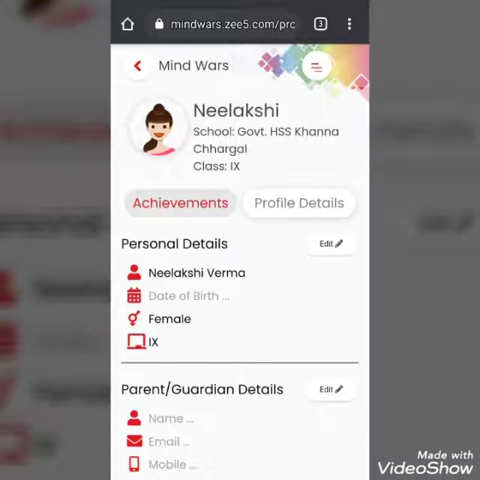 mindwars.zee5.com/pro
3
Mind Wars
Neelakshi
School: Govt. HSS Khanna
Chhargal
Class: IX
Achievements
Profile Details
Personal Details
Edit
Neelakshi Verma
Date of Birth ...
Female
IX
Parent/Guardian Details
Edit
Name ...
Email ...
Mobile ...
Made with
VideoShow